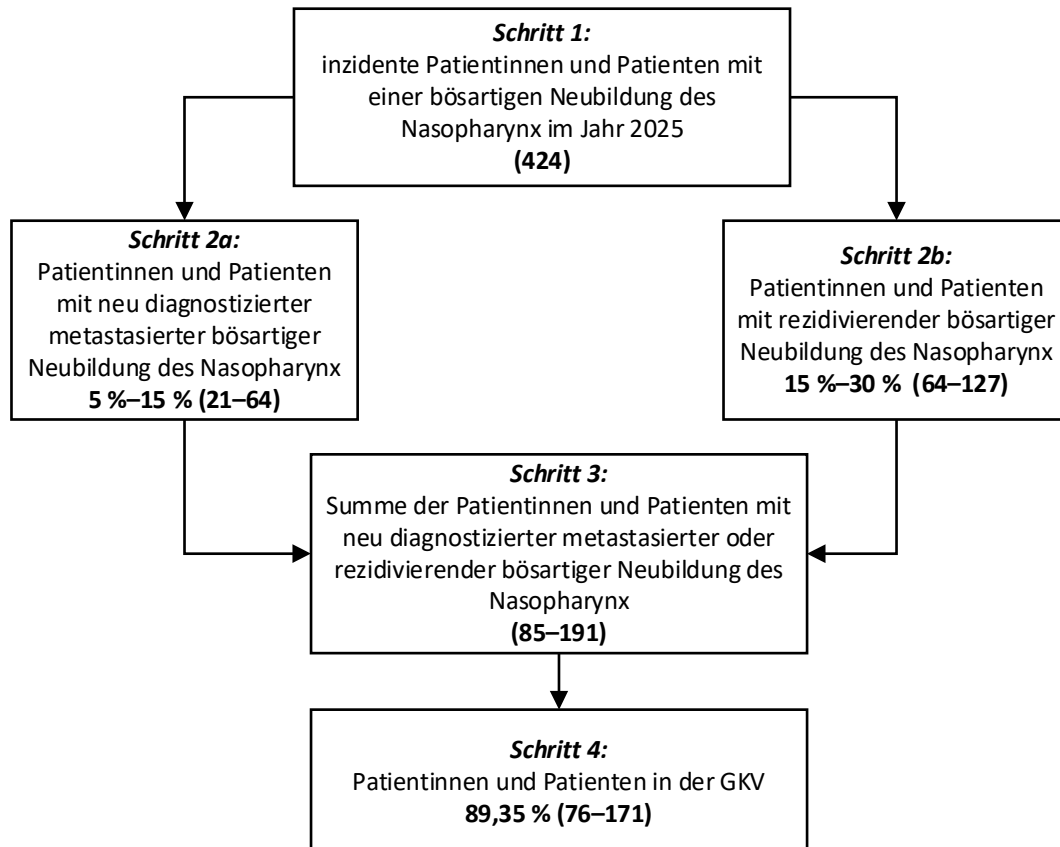 Schritt 1:
inzidente Patientinnen und Patienten mit
einer bösartigen Neubildung des
Nasopharynx im Jahr 2025
(424)
Schritt 2a:
Patientinnen und Patienten
mit neu diagnostizierter
metastasierter bösartiger
Neubildung des Nasopharynx
5 %–15 % (21–64)
Schritt 2b:
Patientinnen und Patienten
mit rezidivierender bösartiger
Neubildung des Nasopharynx
15 %–30 % (64–127)
Schritt 3:
Summe der Patientinnen und Patienten mit
neu diagnostizierter metastasierter oder
rezidivierender bösartiger Neubildung des
Nasopharynx
(85–191)
Schritt 4:
Patientinnen und Patienten in der GKV
89,35 % (76–171)